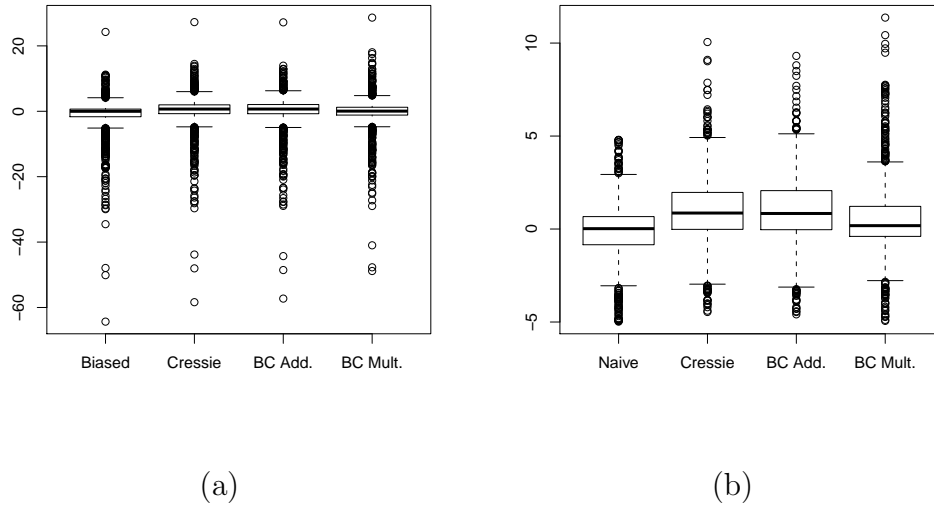 20
0
−20
−40
−60
Biased Cressie BC Add. BC Mult.
(a)
10
5
0
−5
Naive Cressie BC Add. BC Mult.
(b)